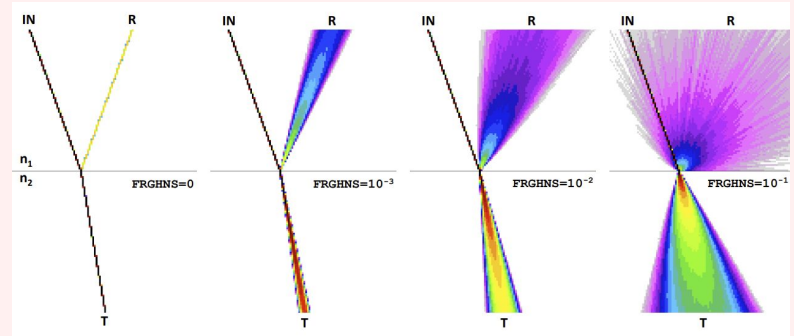 IN R IN R IN R IN R
n₁
n₂
FRGHNS=0 FRGHNS=10⁻³ FRGHNS=10⁻² FRGHNS=10⁻¹
T T T T